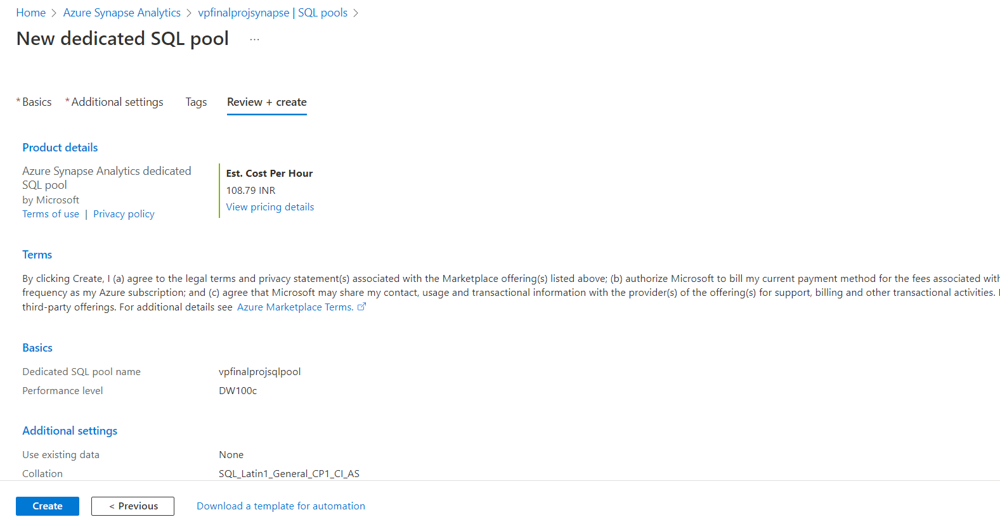 Home > Azure Synapse Analytics > vpfinalprojsynapse | SQL pools >
New dedicated SQL pool ...
* Basics * Additional settings Tags Review + create
Product details
Azure Synapse Analytics dedicated
SQL pool
by Microsoft
Terms of use | Privacy policy
Est. Cost Per Hour
108.79 INR
View pricing details
Terms
By clicking Create, I (a) agree to the legal terms and privacy statement(s) associated with the Marketplace offering(s) listed above; (b) authorize Microsoft to bill my current payment method for the fees associated with
frequency as my Azure subscription; and (c) agree that Microsoft may share my contact, usage and transactional information with the provider(s) of the offering(s) for support, billing and other transactional activities.
third-party offerings. For additional details see Azure Marketplace Terms.
Basics
Dedicated SQL pool name vpfinalprojsqlpool
Performance level DW100c
Additional settings
Use existing data None
Collation SQL_Latin1_General_CP1_CI_AS
Create < Previous Download a template for automation